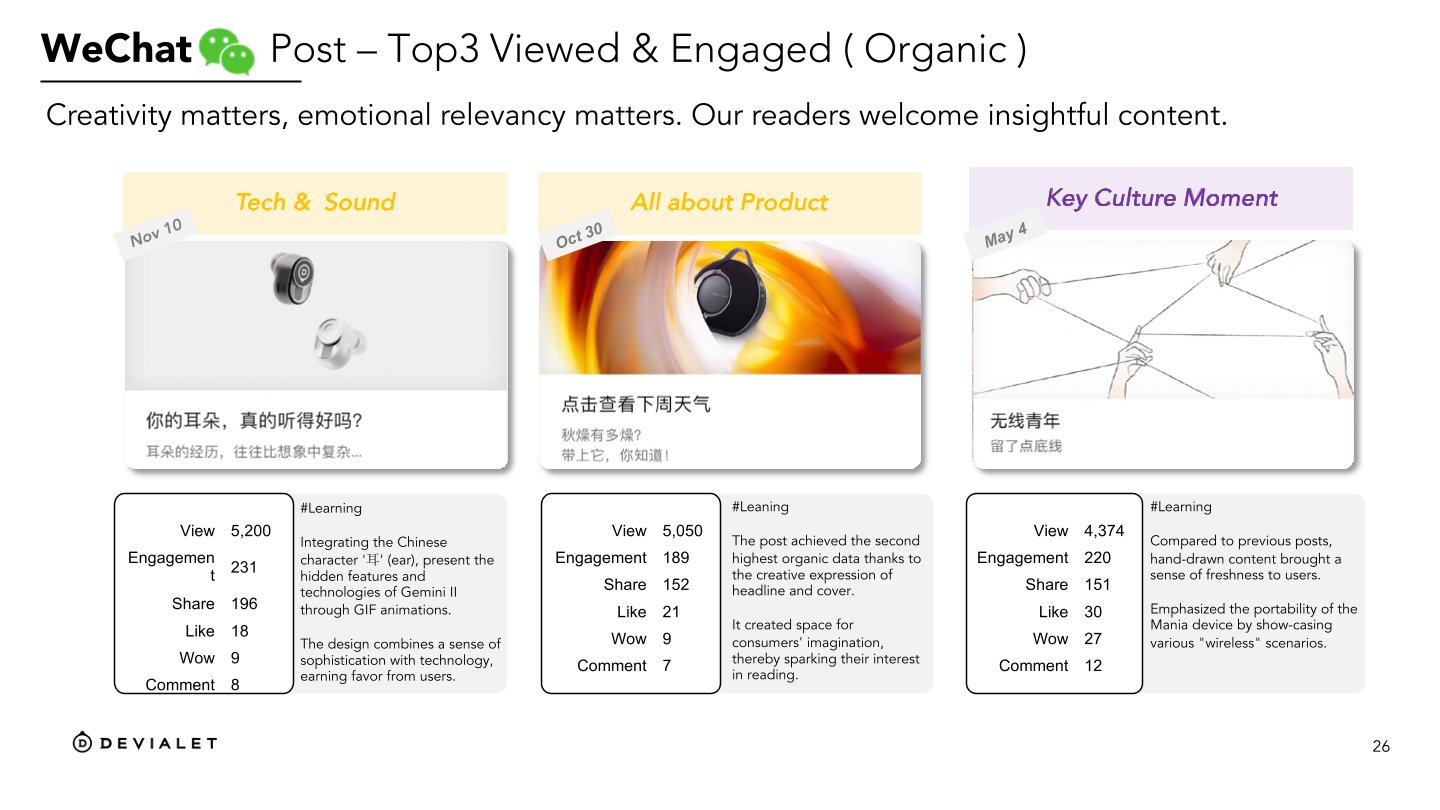 WeChat Post – Top3 Viewed & Engaged ( Organic )
Creativity matters, emotional relevancy matters. Our readers welcome insightful content.
Tech & Sound
Nov 10
你的耳朵，真的听得好吗?
耳朵的经历，往往比想象中复杂...
View 5,200
Engagemen
t 231
Share 196
Like 18
Wow 9
Comment 8
#Learning
Integrating the Chinese
character '耳' (ear), present the
hidden features and
technologies of Gemini II
through GIF animations.
The design combines a sense of
sophistication with technology,
earning favor from users.
All about Product
Oct 30
点击查看下周天气
秋燥有多燥?
带上它，你知道!
View 5,050
Engagement 189
Share 152
Like 21
Wow 9
Comment 7
#Leaning
The post achieved the second
highest organic data thanks to
the creative expression of
headline and cover.
It created space for
consumers' imagination,
thereby sparking their interest
in reading.
Key Culture Moment
May 4
无线青年
留了点底线
View 4,374
Engagement 220
Share 151
Like 30
Wow 27
Comment 12
#Learning
Compared to previous posts,
hand-drawn content brought a
sense of freshness to users.
Emphasized the portability of the
Mania device by show-casing
various "wireless" scenarios.
DEVIALET
26